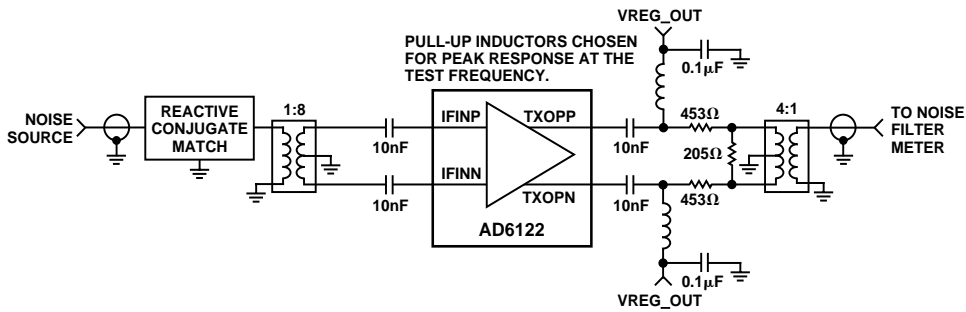 VREG_OUT
PULL-UP INDUCTORS CHOSEN
FOR PEAK RESPONSE AT THE
TEST FREQUENCY.
0.1μF
NOISE
SOURCE
REACTIVE
CONJUGATE
MATCH
1:8
10nF
10nF
IFINP
IFINN
TXOPP
TXOPN
AD6122
10nF
10nF
453Ω
205Ω
453Ω
4:1
TO NOISE
FILTER
METER
0.1μF
VREG_OUT